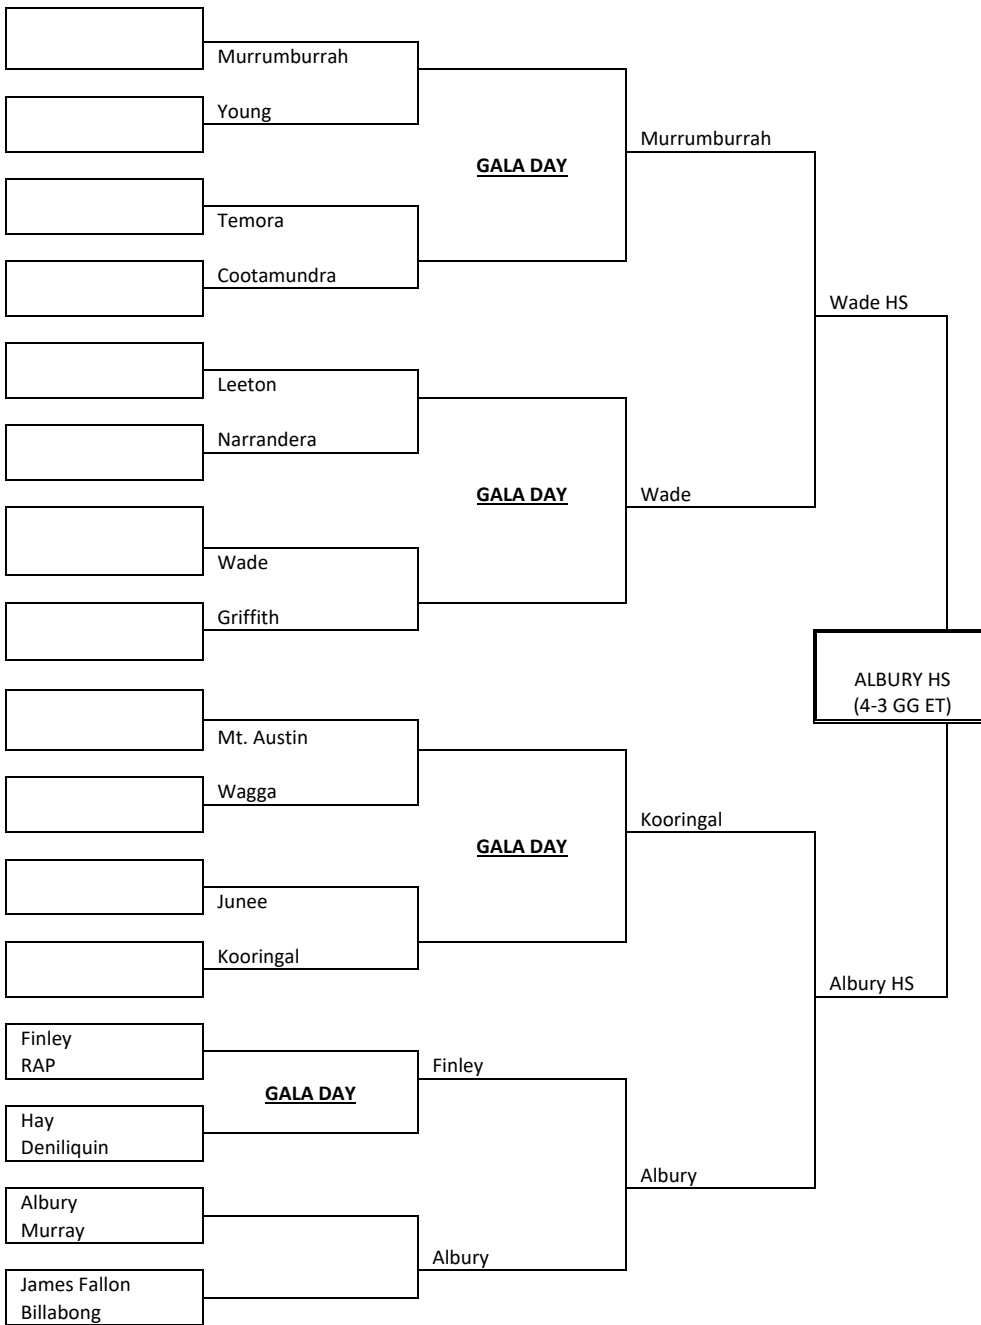 Murrumburrah
Young
Murrumburrah
GALA DAY
Temora
Cootamundra
Wade HS
Leeton
Narrandera
GALA DAY
Wade
Wade
Griffith
ALBURY HS
(4-3 GG ET)
Mt. Austin
Wagga
Kooringal
GALA DAY
Junee
Kooringal
Albury HS
Finley
RAP
Finley
GALA DAY
Hay
Deniliquin
Albury
Albury
Murray
Albury
James Fallon
Billabong